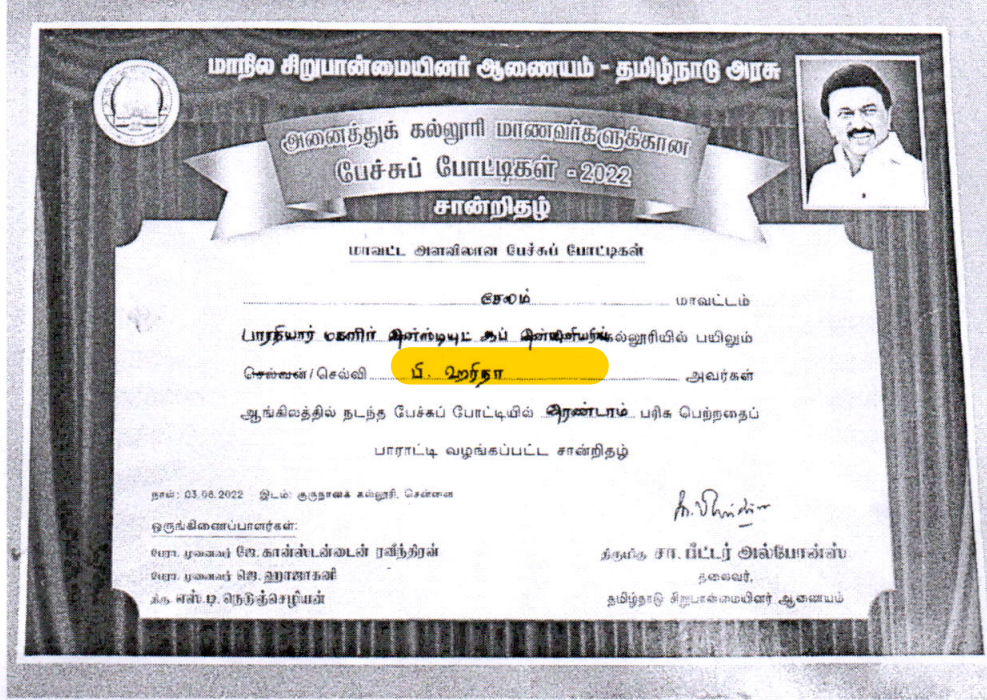 மாநில சிறுபான்மையினர் ஆணையம் - தமிழ்நாடு அரசு
அனைத்துக் கல்லூரி மாணவர்களுக்கான
பேச்சுப் போட்டிகள் - 2022
சான்றிதழ்
மாவட்ட அளவிலான பேச்சுப் போட்டிகள்
சேலம் மாவட்டம்
பாரதியார் மகளிர் இன்ஸ்டியுட் ஆப் இன்ஜினியரிங் கல்லூரியில் பயிலும்
செல்வன்/செல்வி பி. ஹரிதா அவர்கள்
ஆங்கிலத்தில் நடந்த பேச்சுப் போட்டியில் இரண்டாம் பரிசு பெற்றதைப்
பாராட்டி வழங்கப்பட்ட சான்றிதழ்
நாள்: 03.08.2022 இடம்: குருநானக் கல்லூரி, சென்னை
ஒருங்கிணைப்பாளர்கள்:
பேரா. முனைவர் ஜே. கான்ஸ்டன்டைன் ரவீந்திரன்
பேரா. முனைவர் ஜெ. ஹாஜாகனி
திரு எஸ்.டி. நெடுஞ்செழியன்
திருமிகு சா. பீட்டர் அல்போன்ஸ்
தலைவர்,
தமிழ்நாடு சிறுபான்மையினர் ஆணையம்